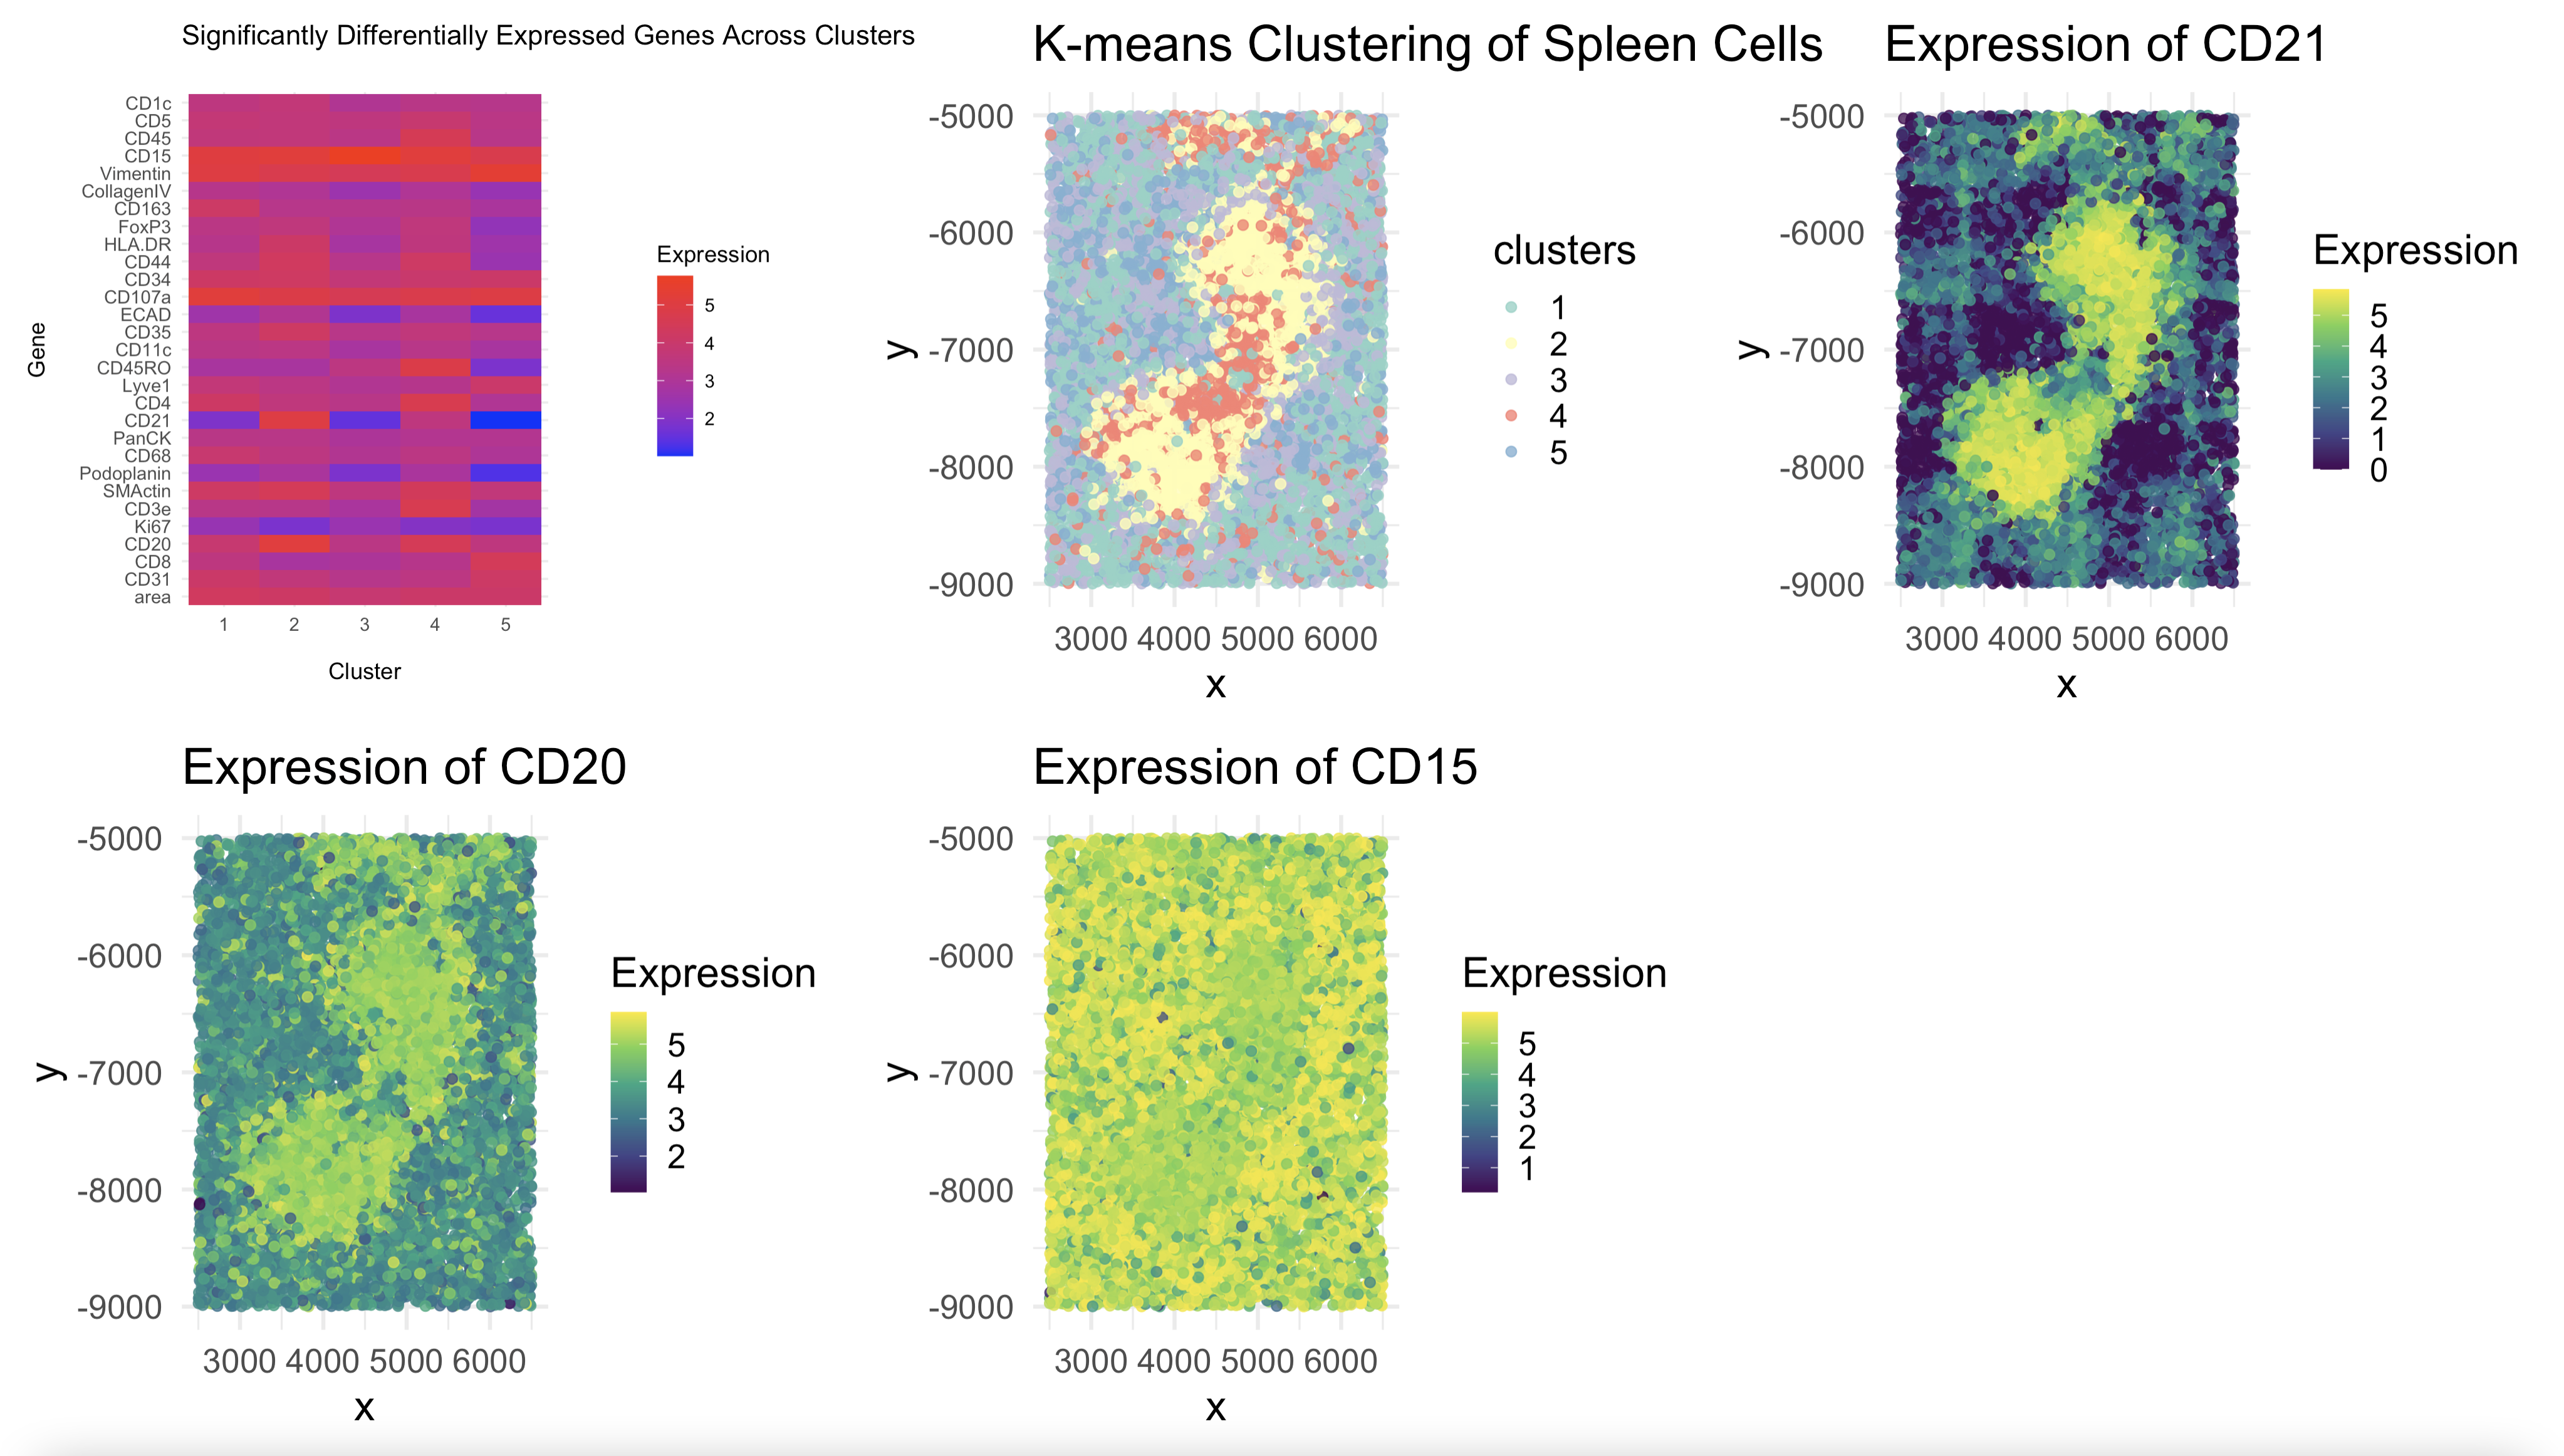 Significantly Differentially Expressed Genes Across Clusters
Gene
CD1c
CD5
CD45
CD15
Vimentin
CollagenIV
CD163
FoxP3
HLA.DR
CD44
CD34
CD107a
ECAD
CD35
CD11c
CD45RO
Lyve1
CD4
CD21
PanCK
CD68
Podoplanin
SMActin
CD3e
Ki67
CD20
CD8
CD31
area
1 2 3 4 5
Cluster
Expression
5
4
3
2
K-means Clustering of Spleen Cells
y
-5000
-6000
-7000
-8000
-9000
3000 4000 5000 6000
x
clusters
1
2
3
4
5
Expression of CD21
y
-5000
-6000
-7000
-8000
-9000
3000 4000 5000 6000
x
Expression
5
4
3
2
1
0
Expression of CD20
y
-5000
-6000
-7000
-8000
-9000
3000 4000 5000 6000
x
Expression
5
4
3
2
Expression of CD15
y
-5000
-6000
-7000
-8000
-9000
3000 4000 5000 6000
x
Expression
5
4
3
2
1